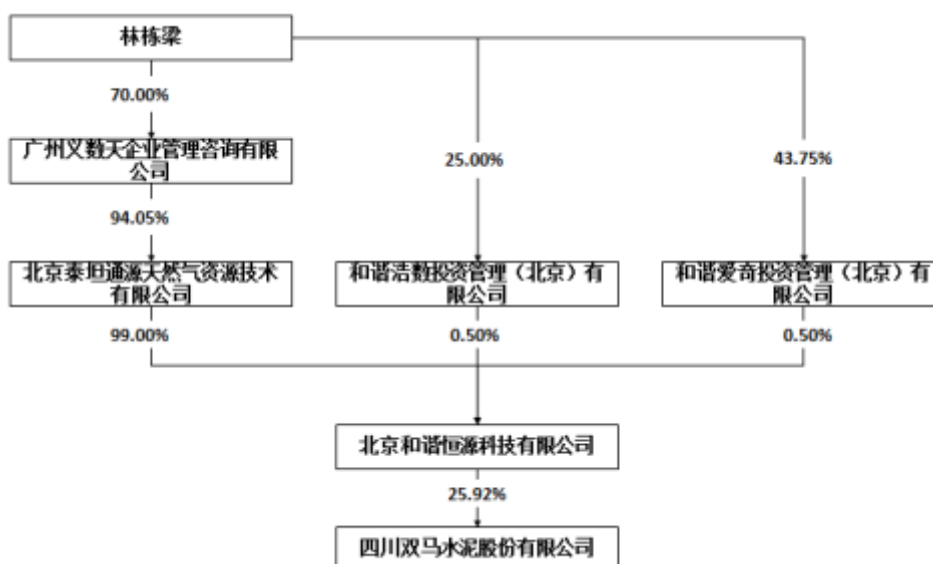 林栋梁
70.00%
广州义数天企业管理咨询有限
公司
25.00%
43.75%
94.05%
北京泰坦通源天然气资源技术
有限公司
和谐浩数投资管理（北京）有
限公司
和谐爱奇投资管理（北京）有
限公司
99.00%
0.50%
0.50%
北京和谐恒源科技有限公司
25.92%
四川双马水泥股份有限公司